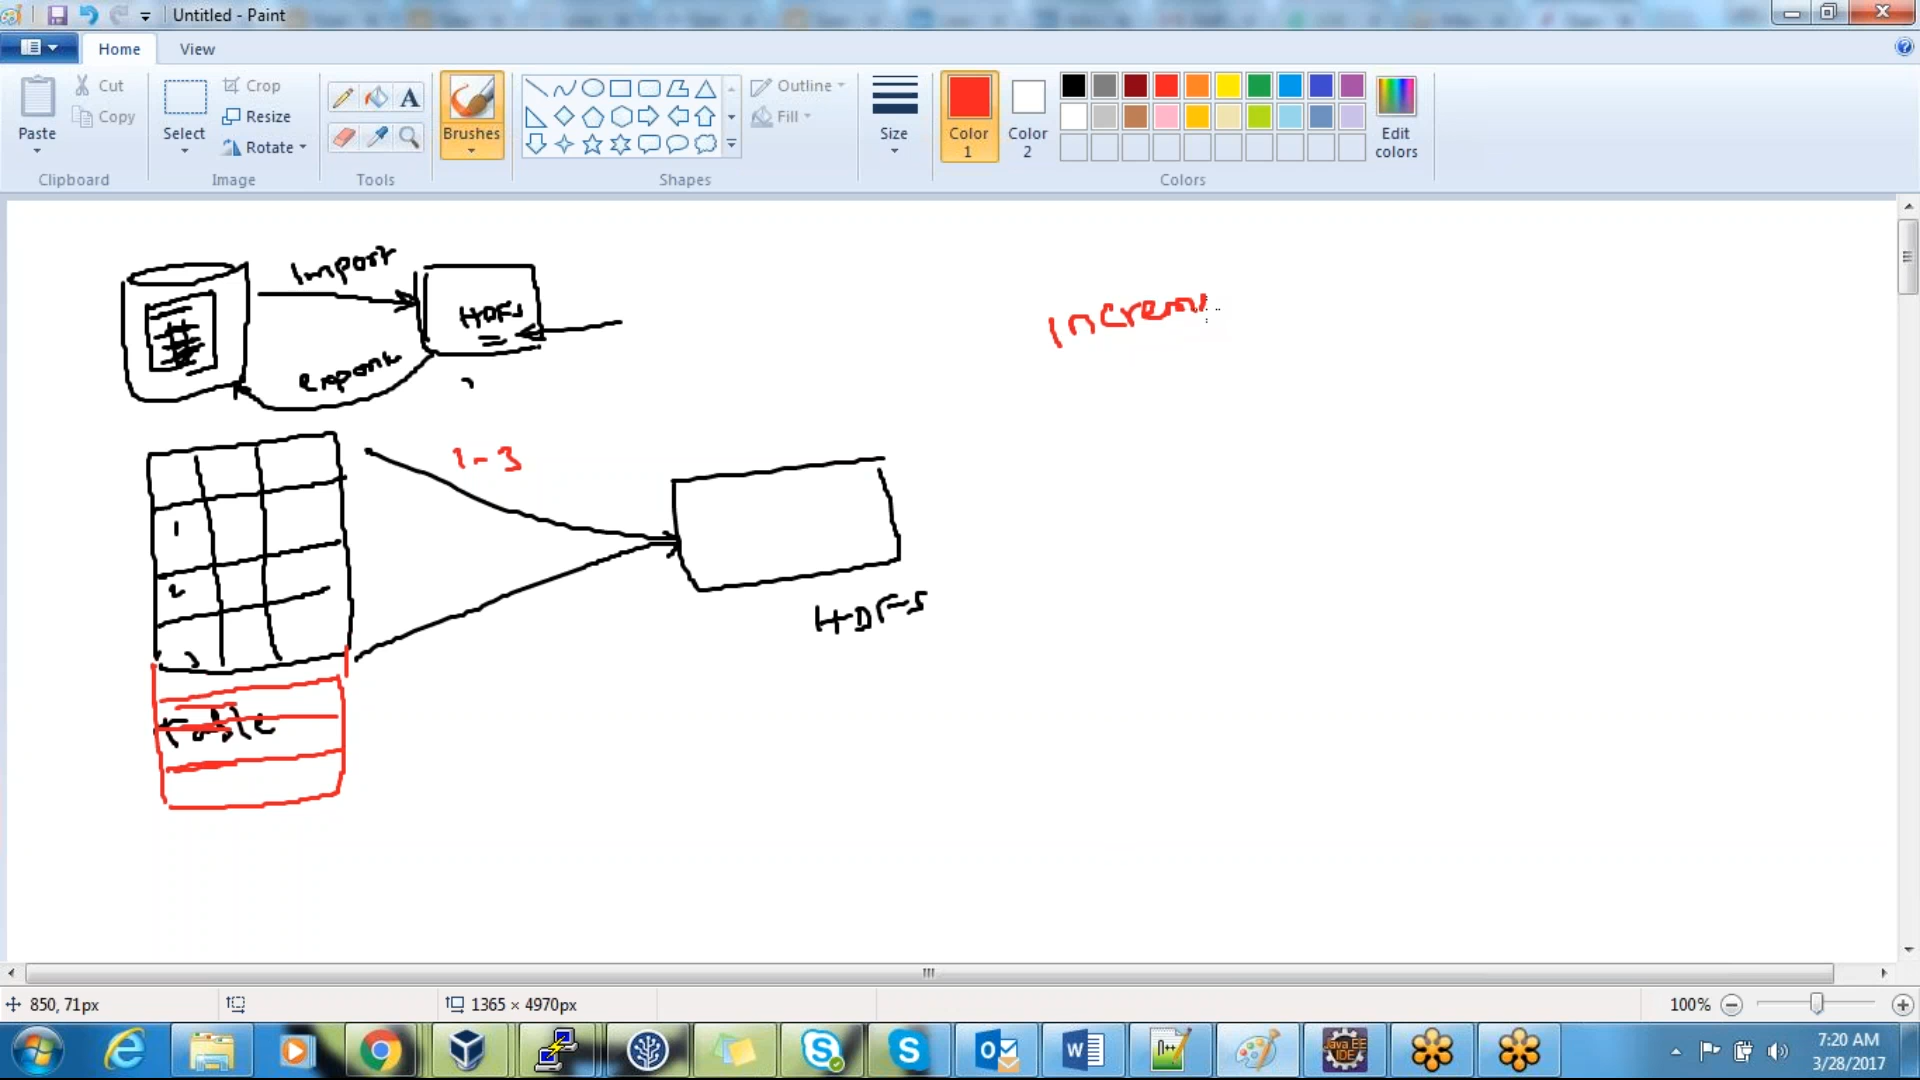 Untitled - Paint
Home
View
Paste
Cut
Copy
Clipboard
Select
Crop
Resize
Rotate
Image
A
Tools
Brushes
Outline
Fill
Shapes
Size
Color 1
Color 2
Edit colors
Colors
Import
HDFS
1-3
1
2
3
Table
HDFS
Increm
850, 71px
1365 × 4970px
100%
7:20 AM
3/28/2017